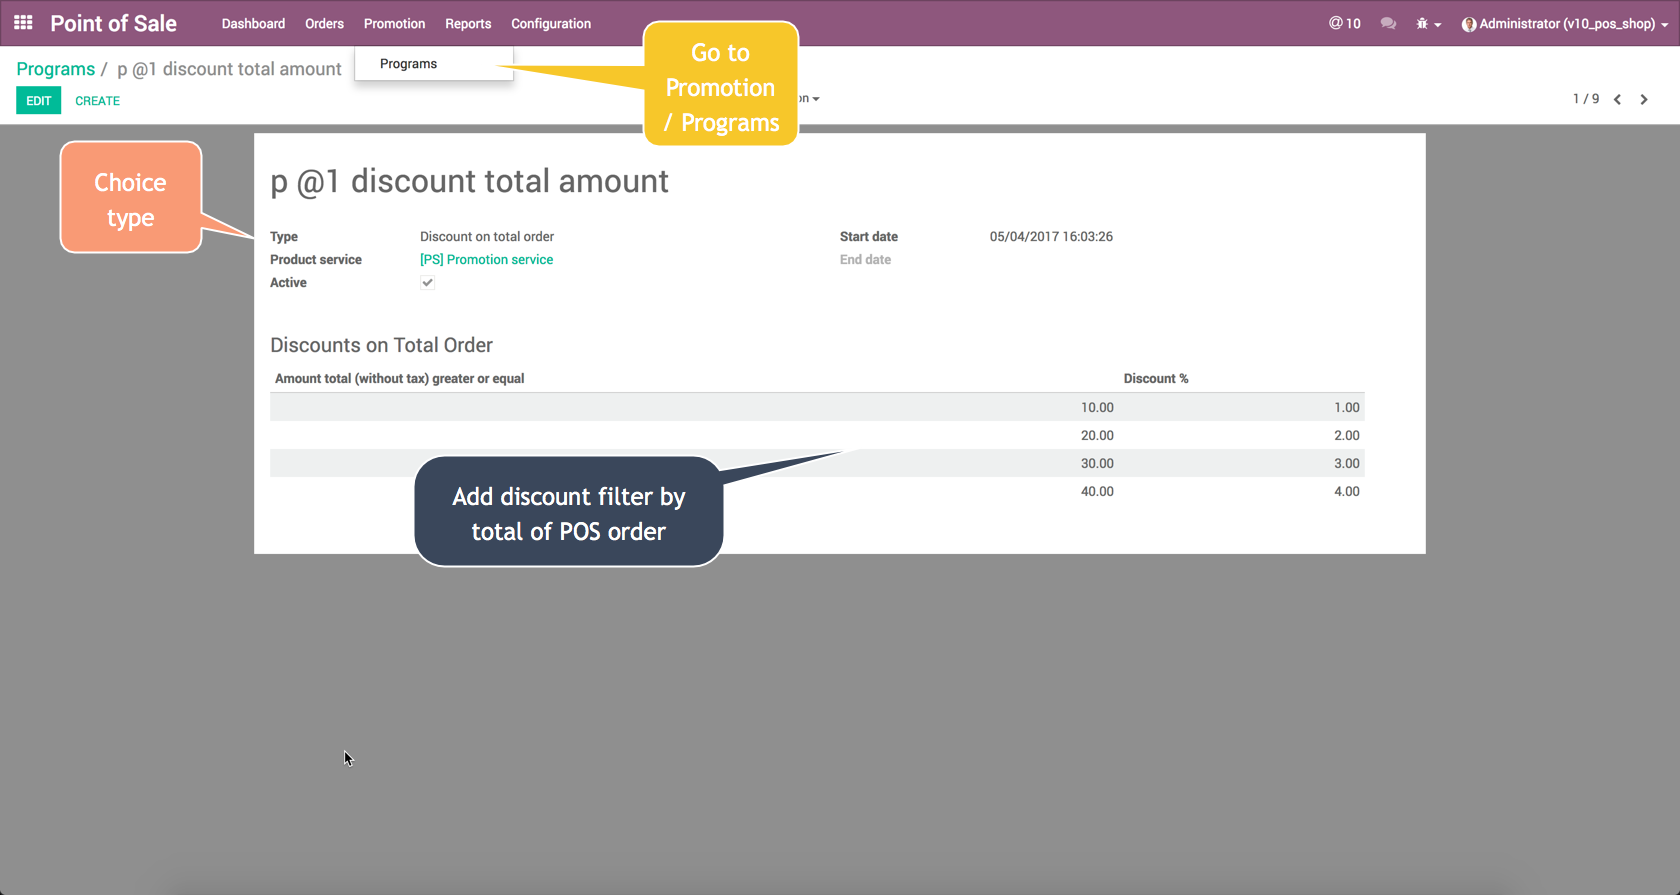 Point of Sale Dashboard Orders Promotion Reports Configuration @ 10 Administrator (v10_pos_shop)
Programs
Programs / p @1 discount total amount
EDIT CREATE
on
1 / 9
Go to
Promotion
/ Programs
Choice
type
p @1 discount total amount
Type Discount on total order Start date 05/04/2017 16:03:26
Product service [PS] Promotion service End date
Active
Discounts on Total Order
Amount total (without tax) greater or equal Discount %
10.00 1.00
20.00 2.00
30.00 3.00
40.00 4.00
Add discount filter by
total of POS order